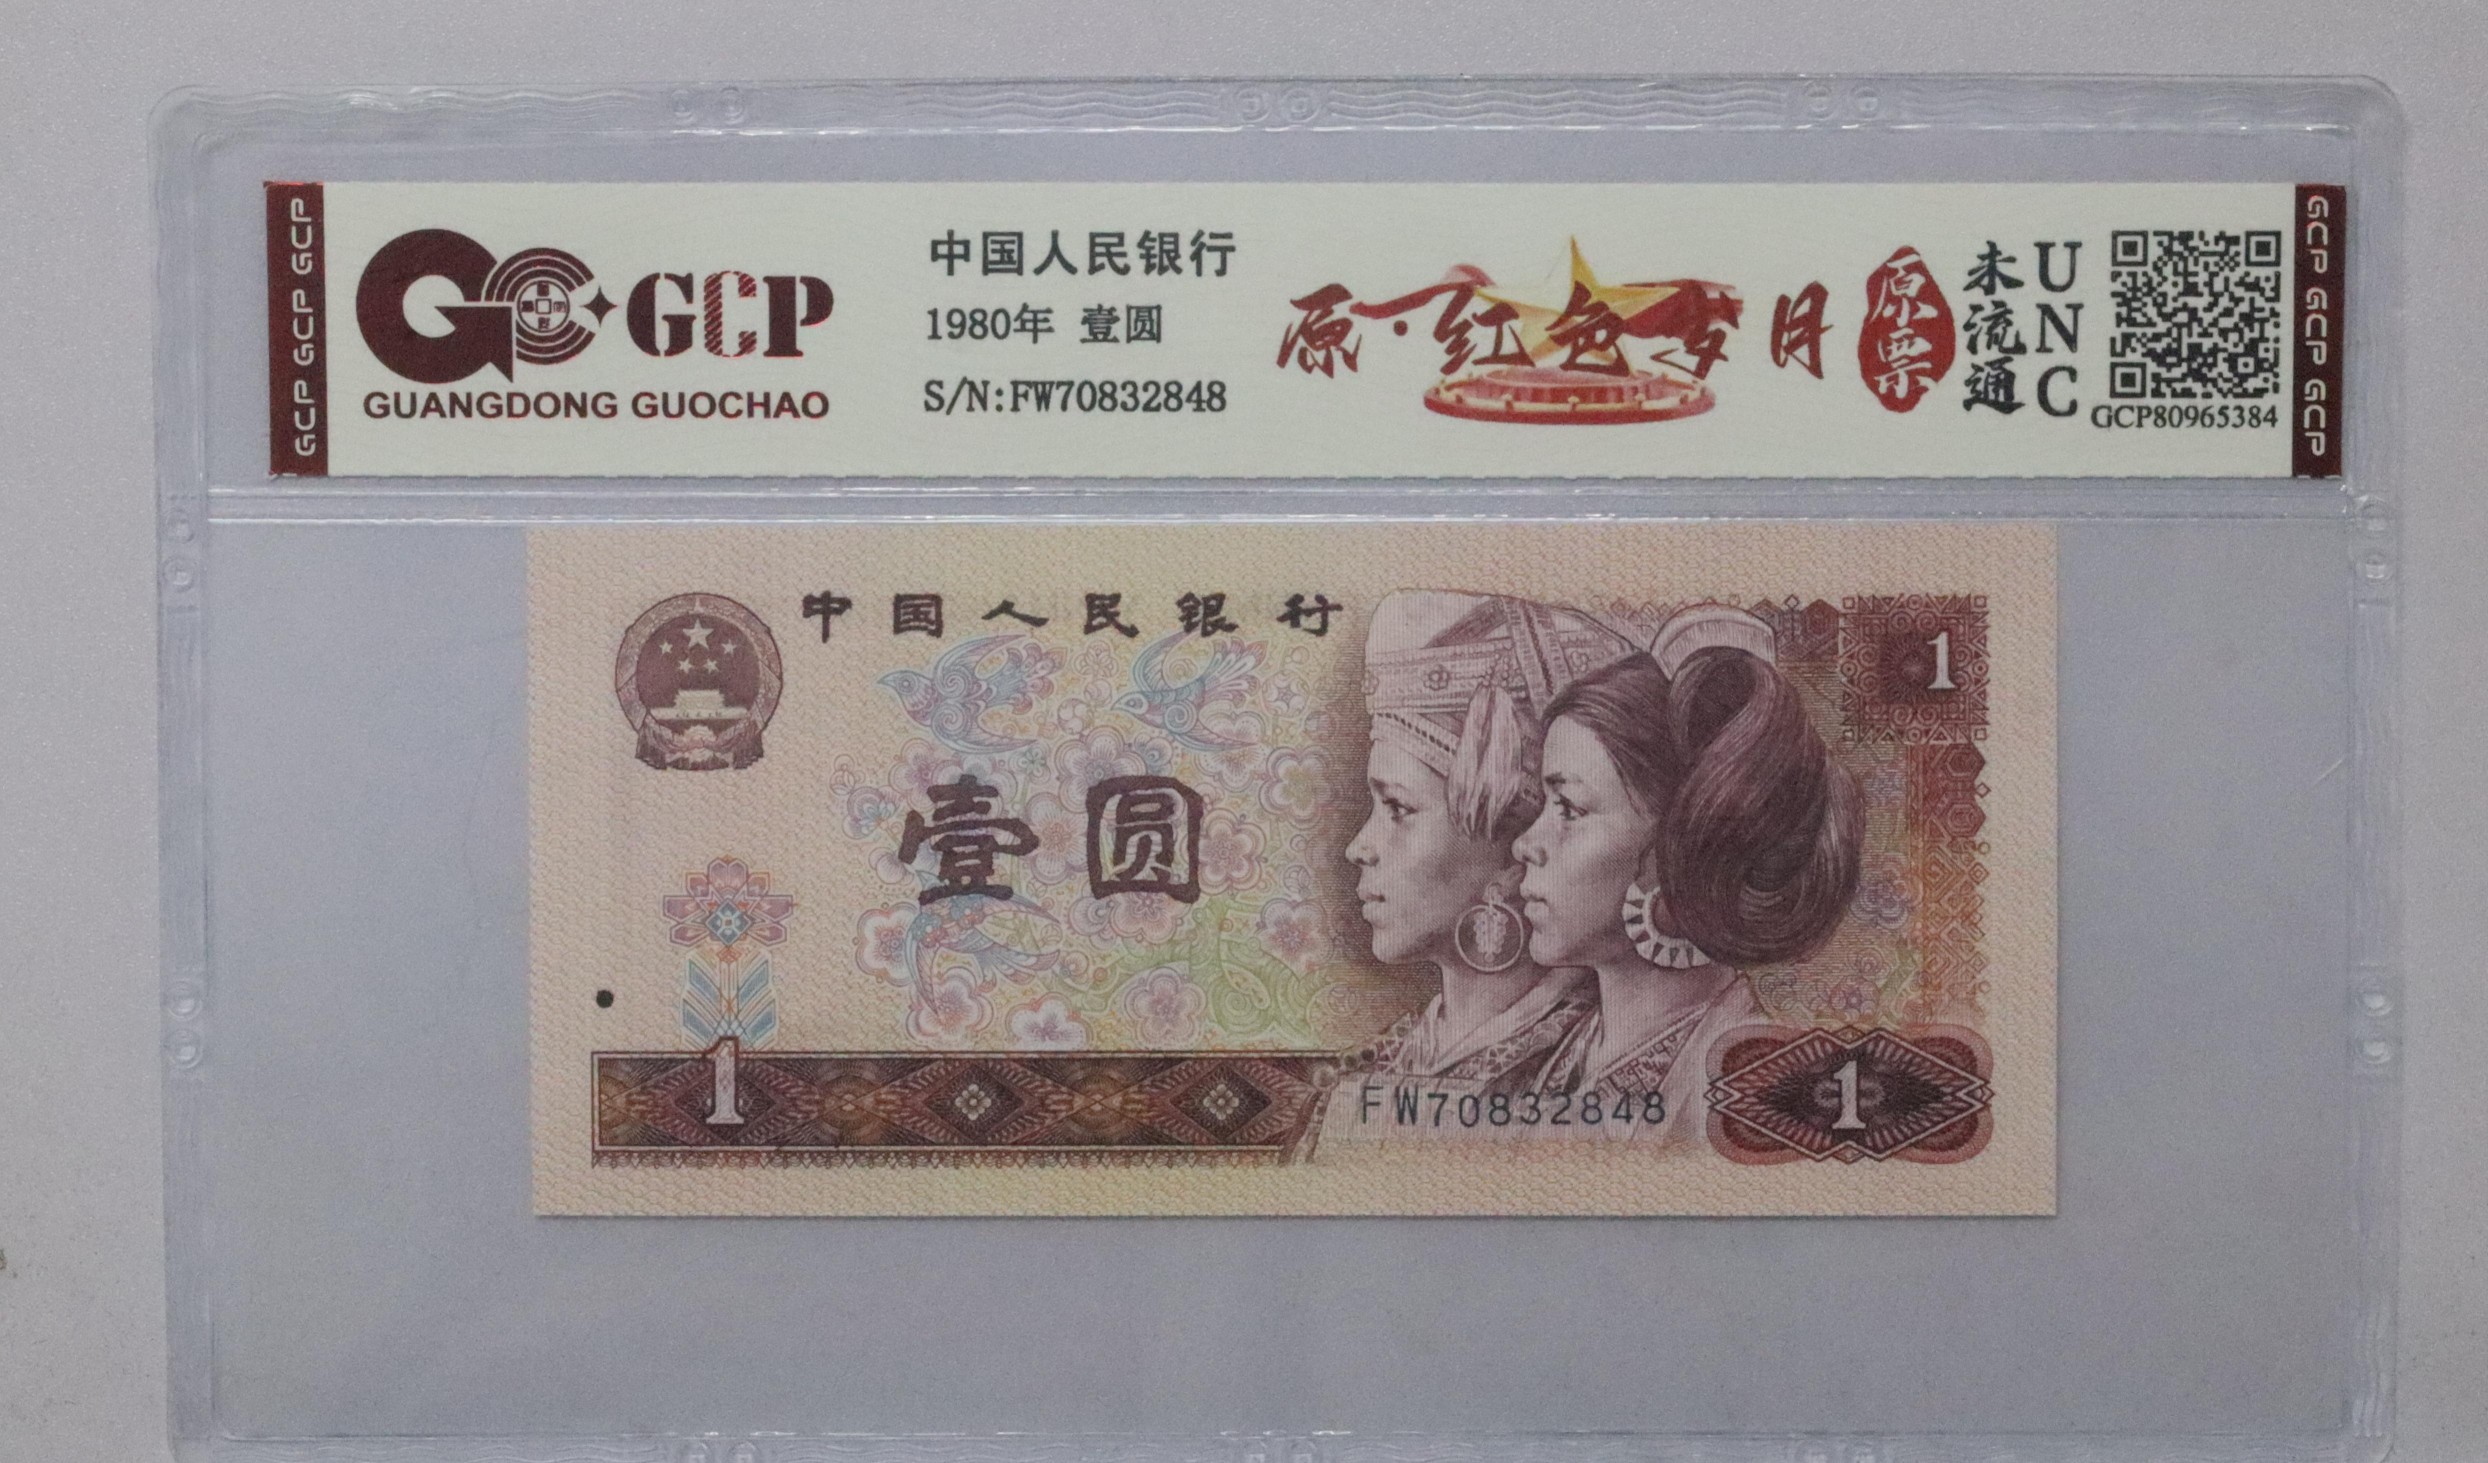 GCP GCP GCP
GCP
GUANGDONG GUOCHAO
中国人民银行
1980年 壹圆
S/N:FW70832848
原·红色岁月
原票
未流通
UNC
GCP80965384
GCP GCP GCP
中国人民银行
1
壹圆
1
FW70832848
1